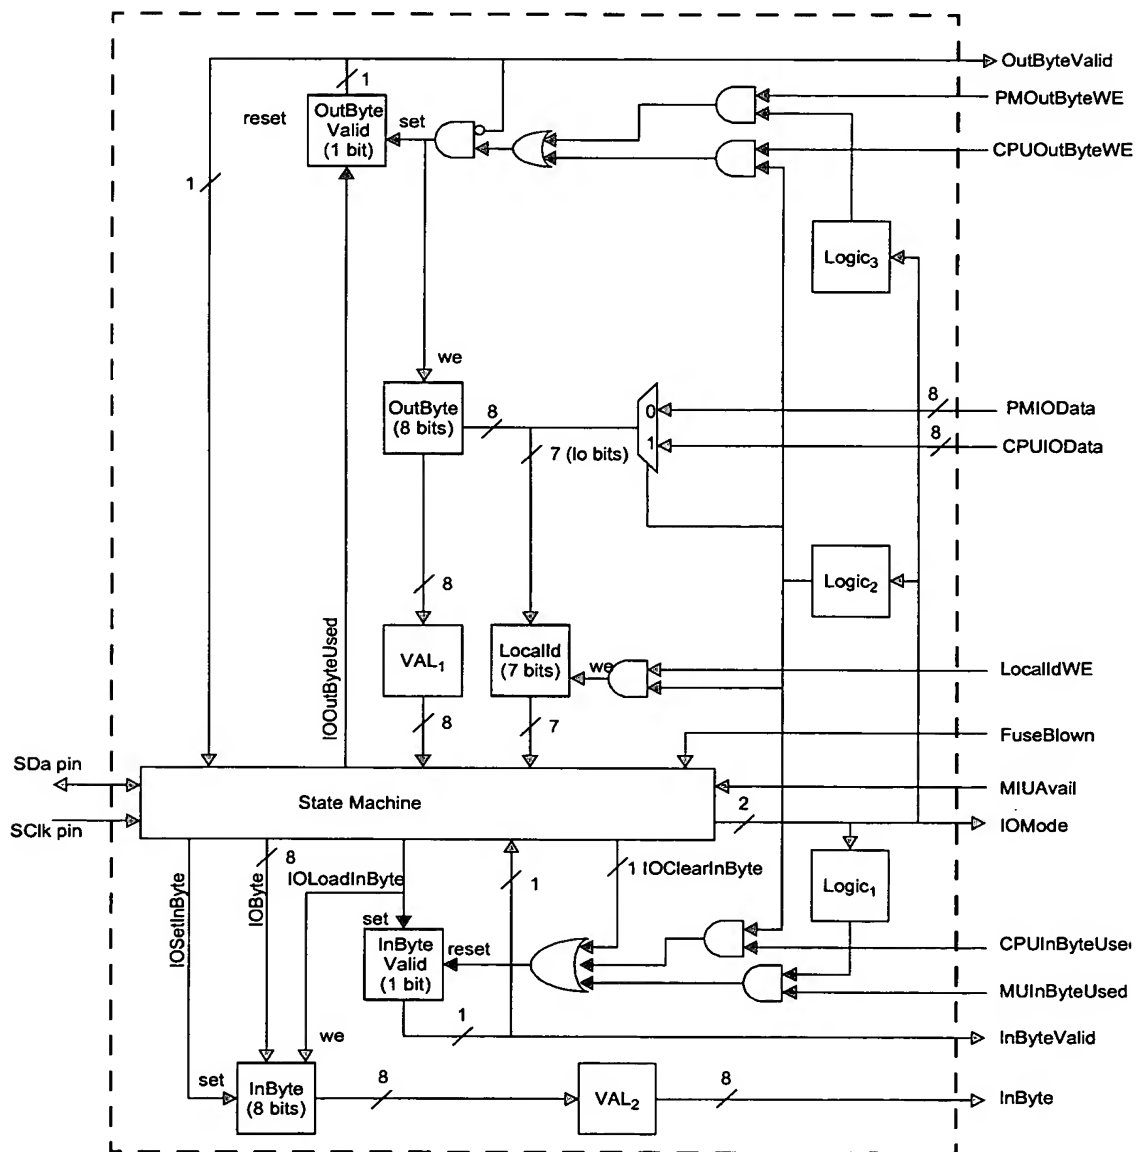 OutByteValid
1
OutByte
Valid
(1 bit)
reset
set
PMOutByteWE
CPUOutByteWE
1
Logic3
we
OutByte
(8 bits)
8
7 (lo bits)
0
1
8
PMIOData
8
CPUIOData
8
Logic2
IOOutByteUsed
VAL1
LocalId
(7 bits)
we
LocalIdWE
8
7
FuseBlown
SDa pin
MIUAvail
State Machine
2
SClk pin
IOMode
IOSetInByte
IOByte
8
IOLoadInByte
1
1 IOClearInByte
Logic1
set
InByte
Valid
(1 bit)
reset
CPUInByteUse
MUInByteUsed
1
InByteValid
we
set
InByte
(8 bits)
8
VAL2
8
InByte